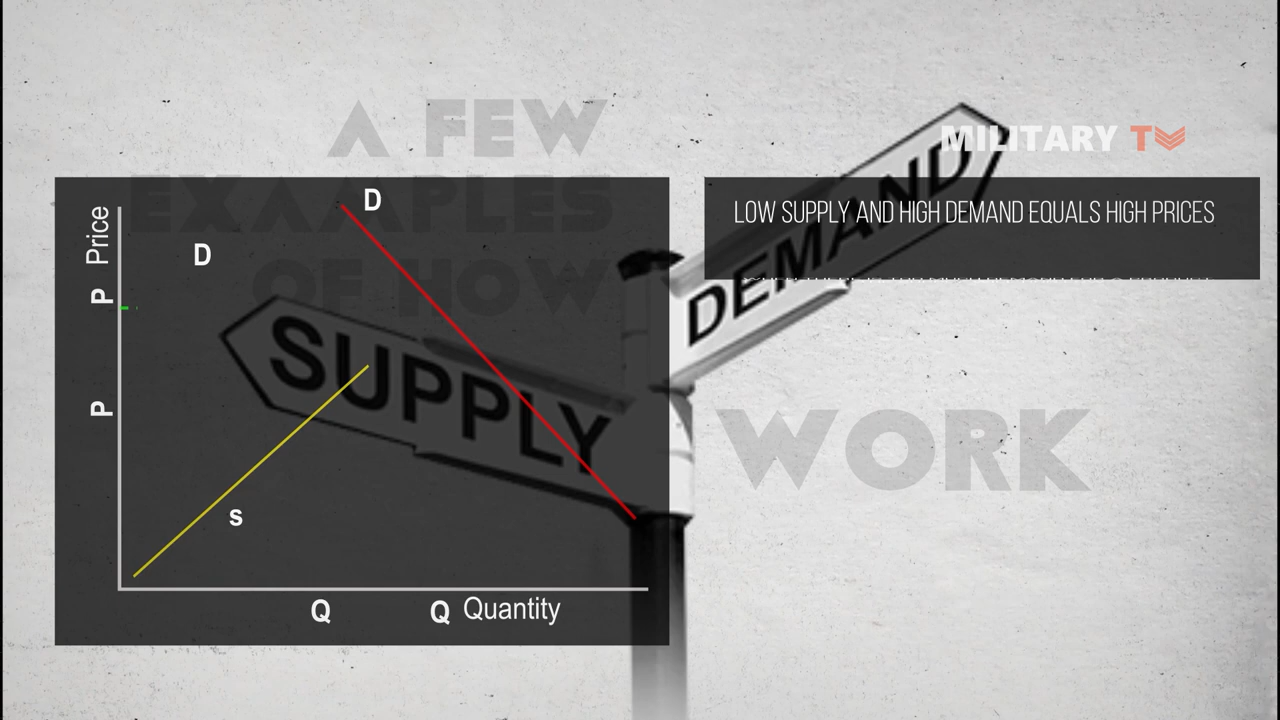 A FEW
EXAMPLES
OF HOW
WORK
MILITARY TV
LOW SUPPLY AND HIGH DEMAND EQUALS HIGH PRICES
DEMAND
SUPPLY
D
D
Price
P
P
s
Q
Q Quantity